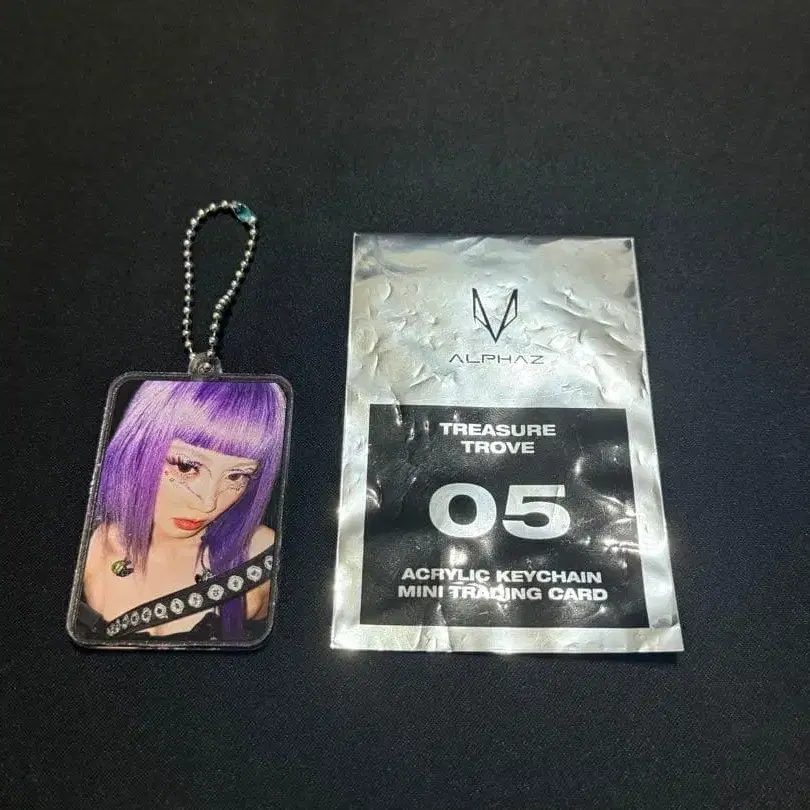 ALPHAZ
TREASURE
TROVE
05
ACRYLIC KEYCHAIN
MINI TRADING CARD